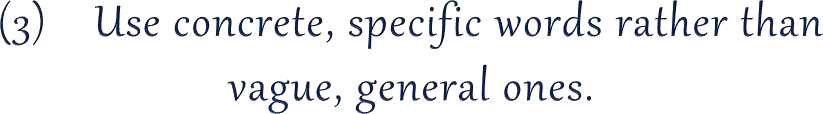 (3) Use concrete, specific words rather than
vague, general ones.